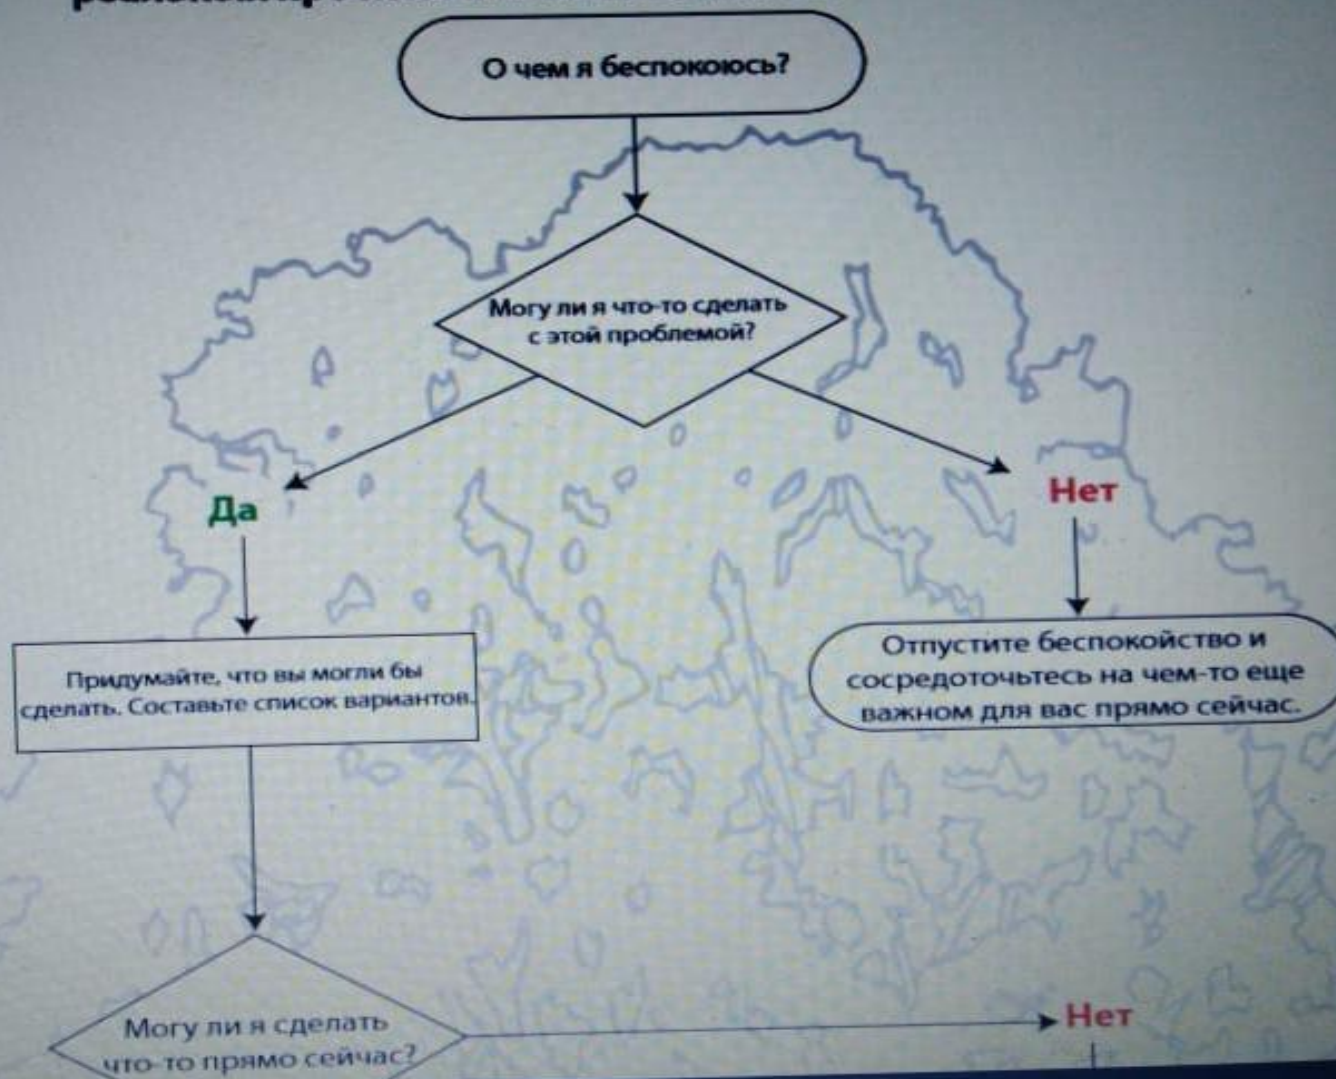 О чем я беспокоюсь?
Могу ли я что-то сделать
с этой проблемой?
Да
Нет
Придумайте, что вы могли бы
сделать. Составьте список вариантов.
Отпустите беспокойство и
сосредоточьтесь на чем-то еще
важном для вас прямо сейчас.
Могу ли я сделать
что-то прямо сейчас?
Нет